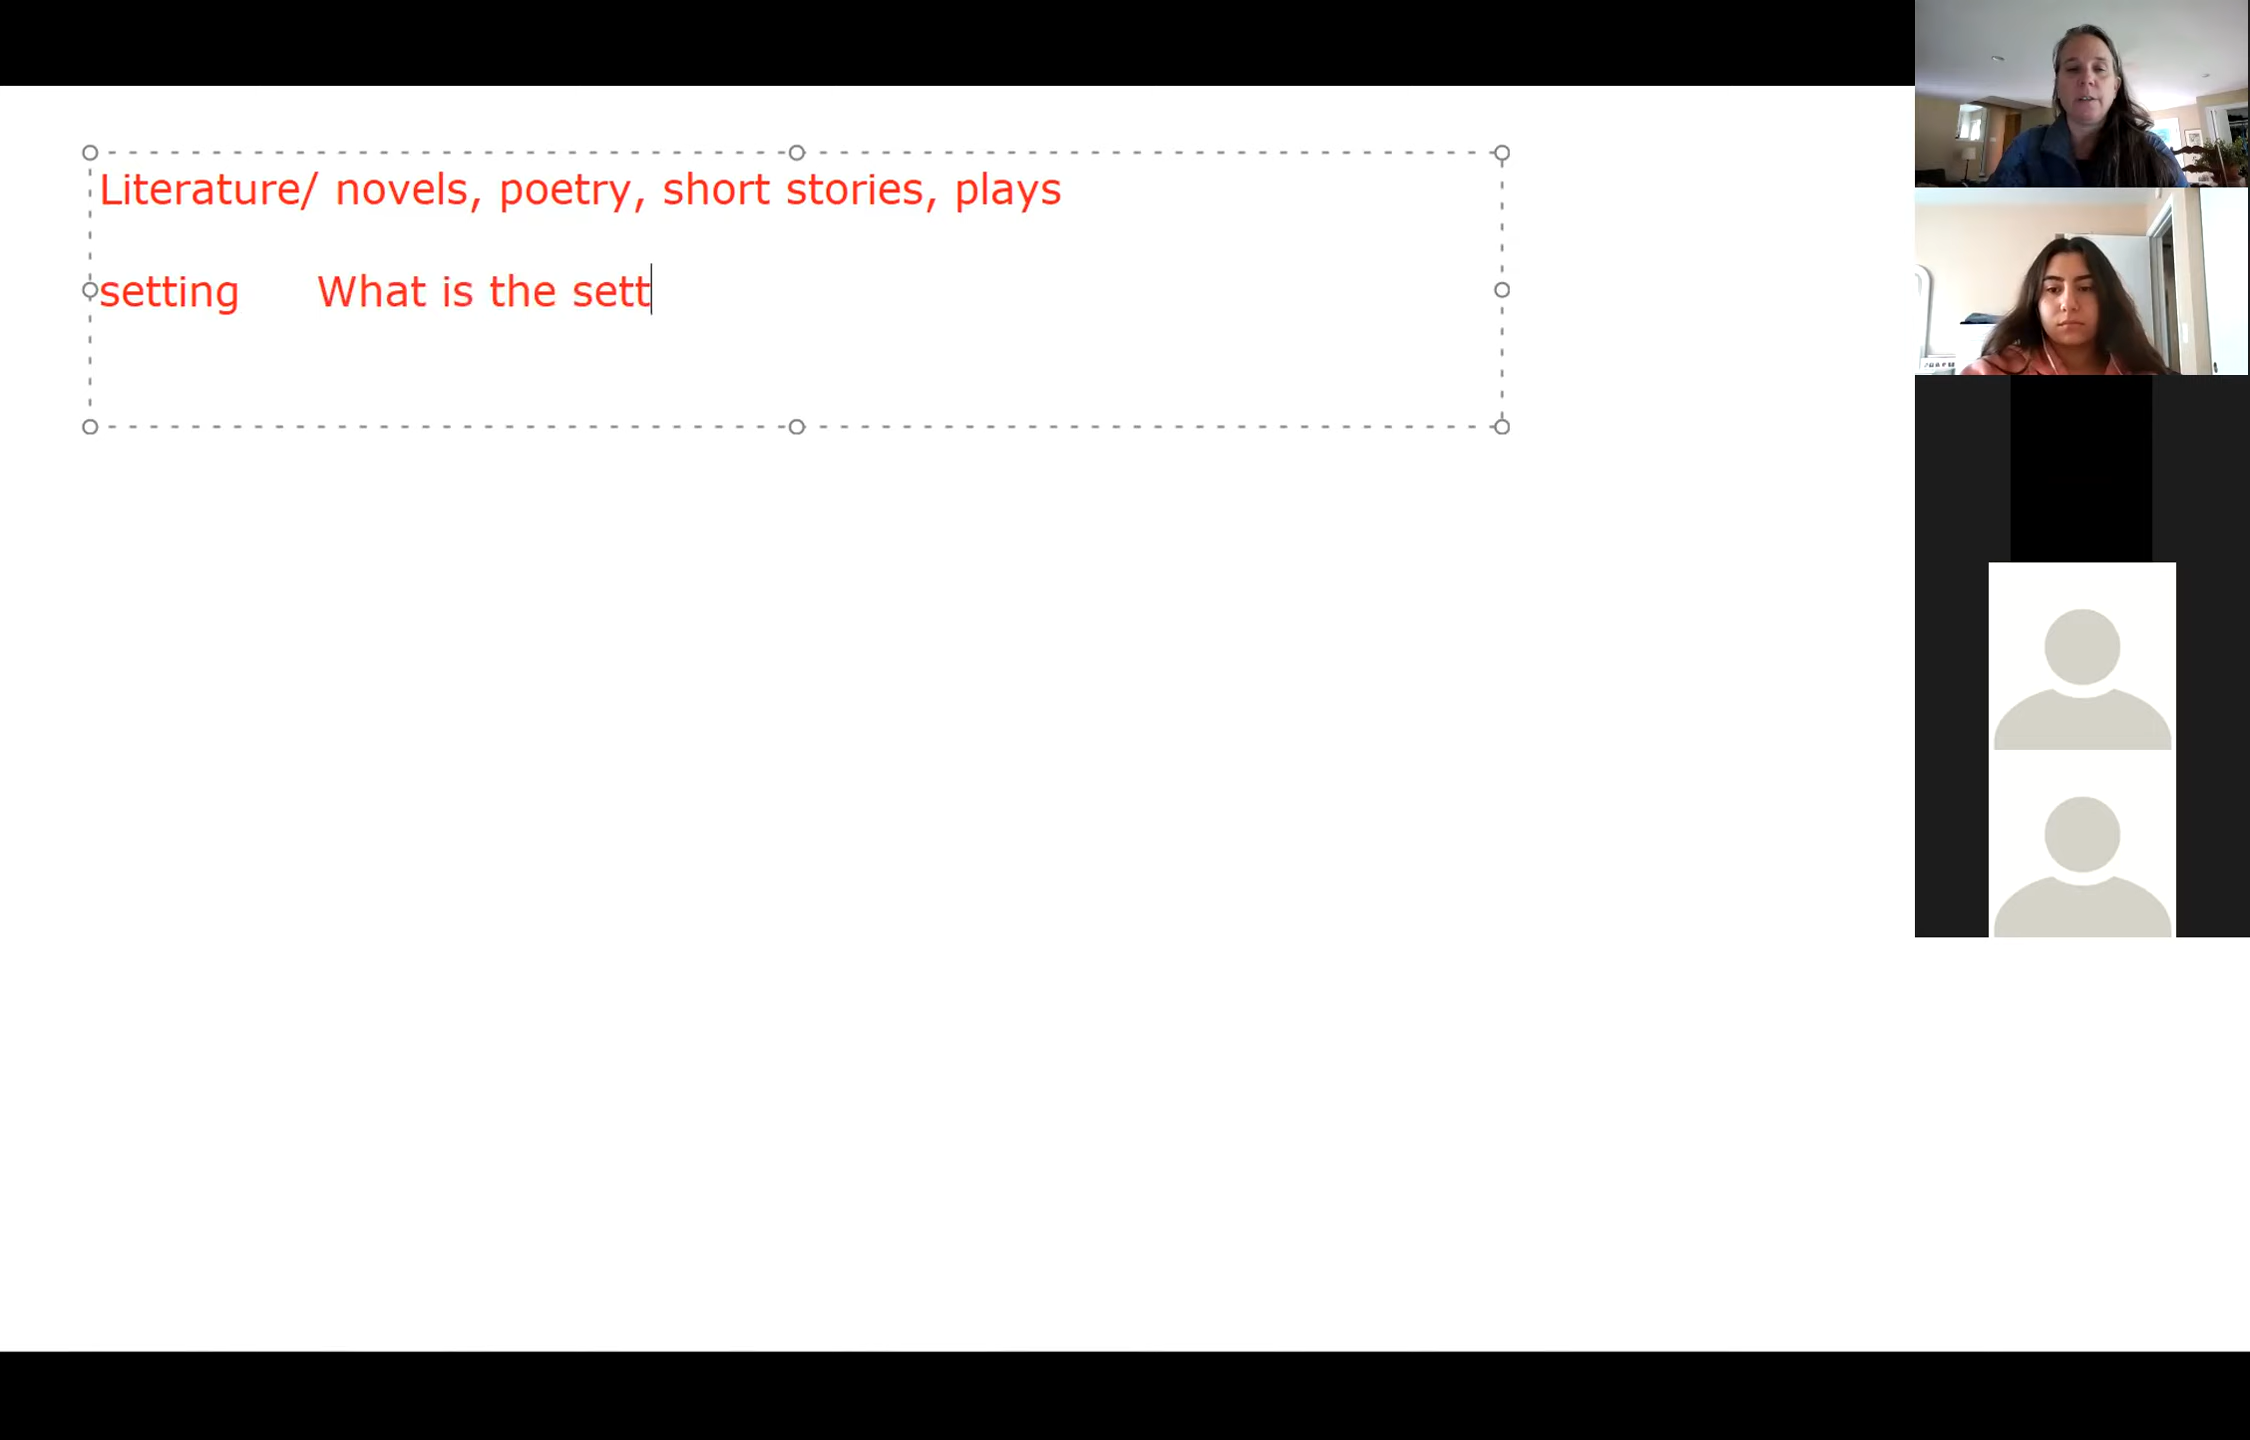 Literature/ novels, poetry, short stories, plays
setting What is the sett